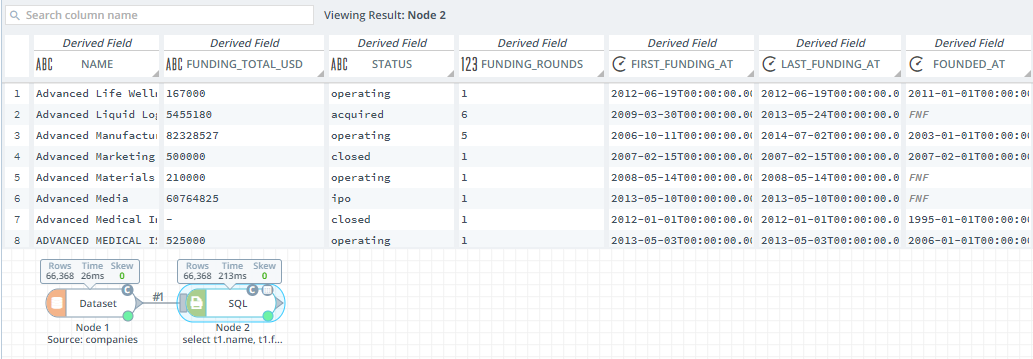 Search column name Viewing Result: Node 2
Derived Field Derived Field Derived Field Derived Field Derived Field Derived Field Derived Field
ABC NAME ABC FUNDING_TOTAL_USD ABC STATUS 123 FUNDING_ROUNDS FIRST_FUNDING_AT LAST_FUNDING_AT FOUNDED_AT
1 Advanced Life Welln 167000 operating 1 2012-06-19T00:00:00.00 2012-06-19T00:00:00.0 2011-01-01T00:00:00
2 Advanced Liquid Log 5455180 acquired 6 2009-03-30T00:00:00.00 2013-05-24T00:00:00.0 FNF
3 Advanced Manufactur 82328527 operating 5 2006-10-11T00:00:00.00 2014-07-02T00:00:00.0 2003-01-01T00:00:00
4 Advanced Marketing 500000 closed 1 2007-02-15T00:00:00.00 2007-02-15T00:00:00.0 2007-02-01T00:00:00
5 Advanced Materials 210000 operating 1 2008-05-14T00:00:00.00 2008-05-14T00:00:00.0 FNF
6 Advanced Media 60764825 ipo 1 2013-05-10T00:00:00.00 2013-05-10T00:00:00.0 FNF
7 Advanced Medical In - closed 1 2012-01-01T00:00:00.00 2012-01-01T00:00:00.0 1995-01-01T00:00:00
8 ADVANCED MEDICAL IS 525000 operating 1 2013-05-03T00:00:00.00 2013-05-03T00:00:00.0 2006-01-01T00:00:00
Rows Time Skew Rows Time Skew
66,368 26ms 0 66,368 213ms 0
C C
Dataset #1 SQL
Node 1 Node 2
Source: companies select t1.name, t1.f...